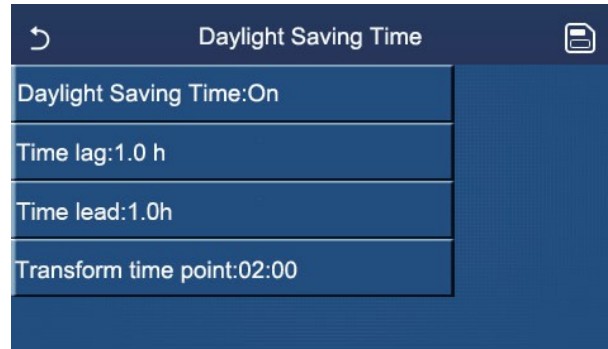 Daylight Saving Time
Daylight Saving Time:On
Time lag:1.0 h
Time lead:1.0h
Transform time point:02:00